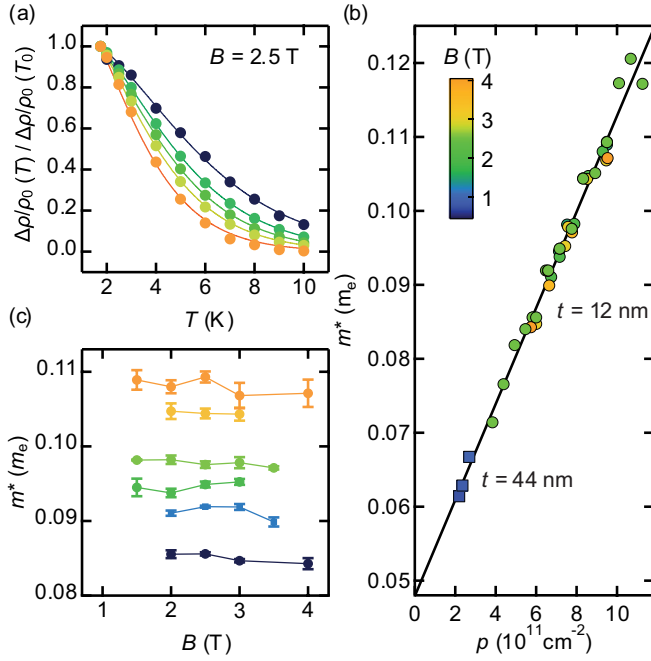 (a)
Δρ/ρ₀ (T) / Δρ/ρ₀ (T₀)
1.0
0.8
0.6
0.4
0.2
0.0
B = 2.5 T
2 4 6 8 10
T (K)
(b)
m* (mₑ)
0.12
0.11
0.10
0.09
0.08
0.07
0.06
0.05
B (T)
4
3
2
1
t = 12 nm
t = 44 nm
0 2 4 6 8 10
p (10¹¹cm⁻²)
(c)
m* (mₑ)
0.11
0.10
0.09
0.08
1 2 3 4
B (T)